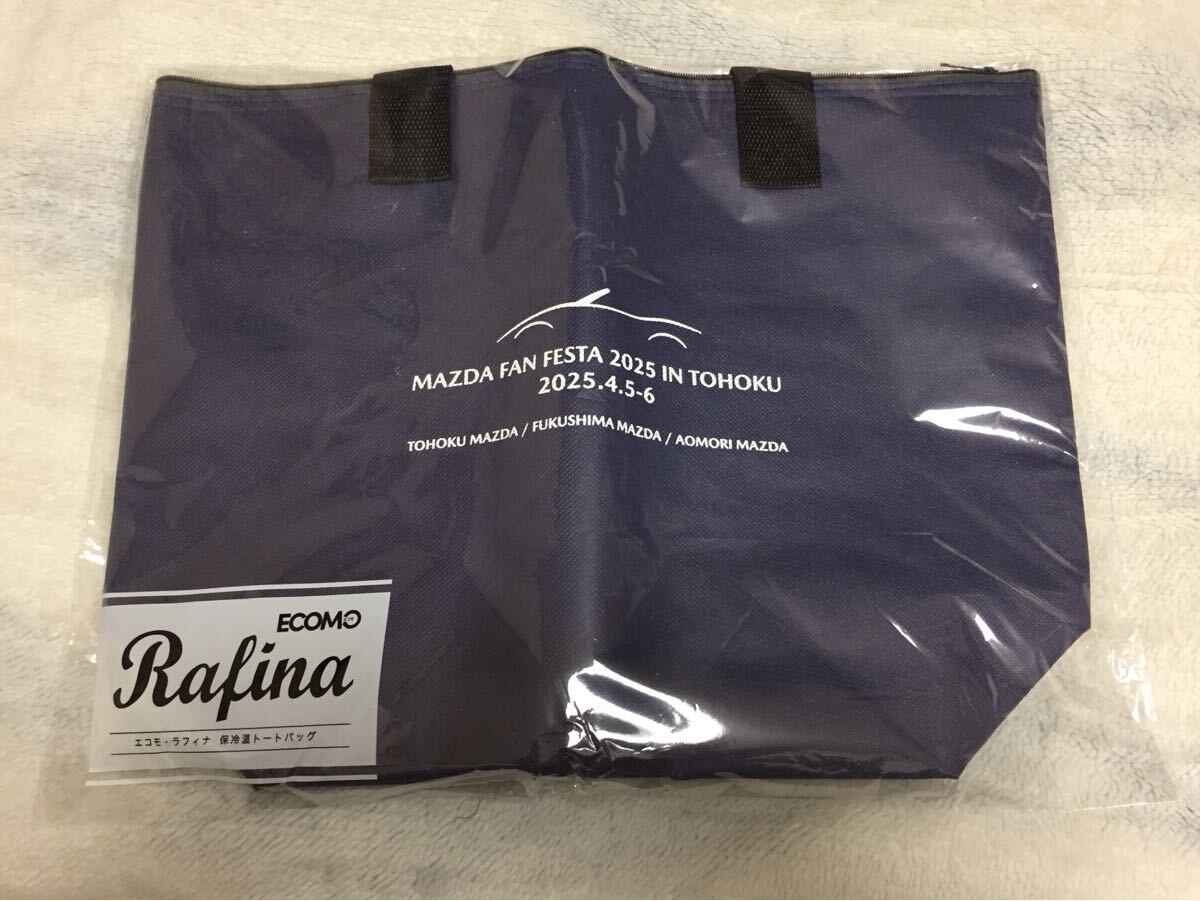 MAZDA FAN FESTA 2025 IN TOHOKU
2025.4.5-6
TOHOKU MAZDA / FUKUSHIMA MAZDA / AOMORI MAZDA
ECOMO
Rafina
エコモ・ラフィナ 保冷温トートバッグ